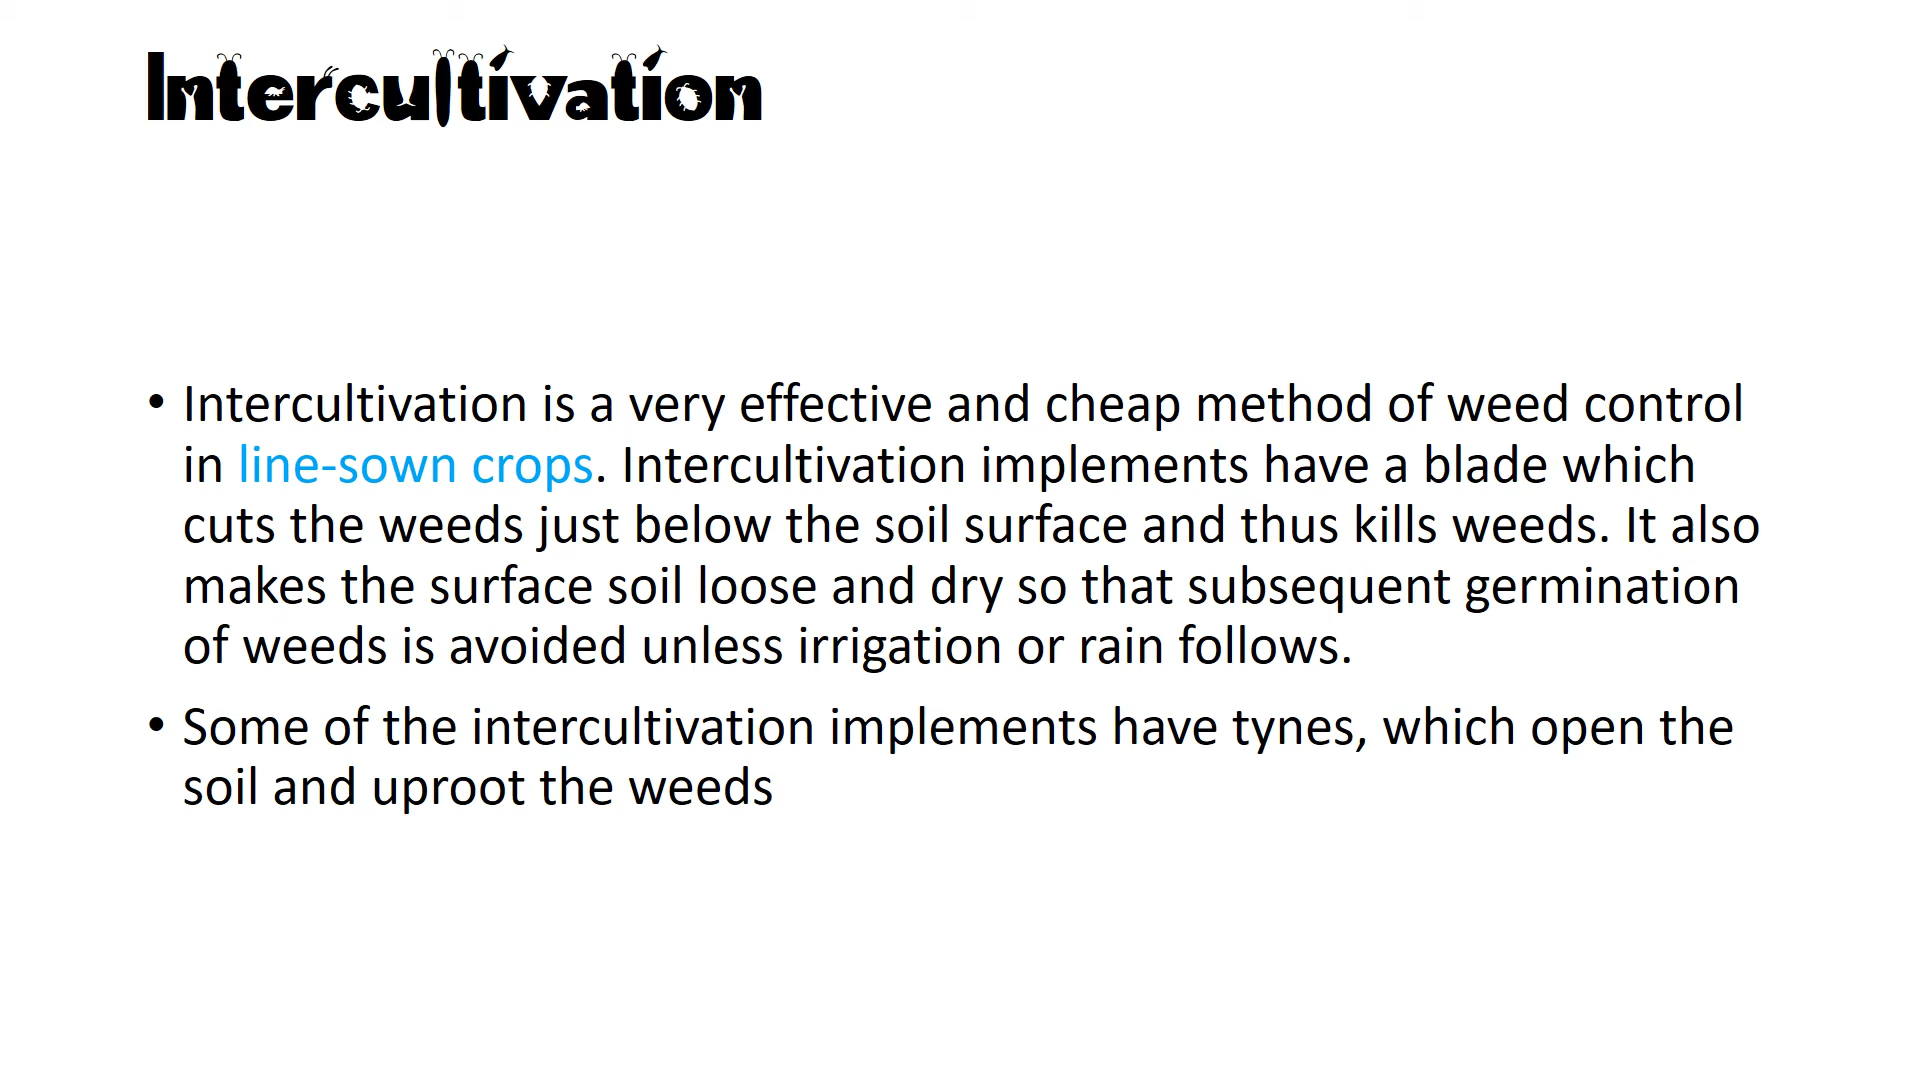 Intercultivation
• Intercultivation is a very effective and cheap method of weed control
in line-sown crops. Intercultivation implements have a blade which
cuts the weeds just below the soil surface and thus kills weeds. It also
makes the surface soil loose and dry so that subsequent germination
of weeds is avoided unless irrigation or rain follows.
• Some of the intercultivation implements have tynes, which open the
soil and uproot the weeds